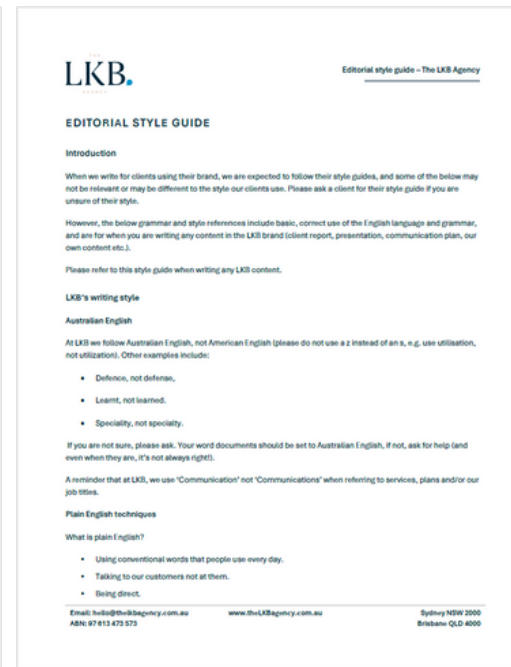 THE
LKB.
AGENCY
Editorial style guide – The LKB Agency
EDITORIAL STYLE GUIDE
Introduction
When we write for clients using their brand, we are expected to follow their style guides, and some of the below may
not be relevant or may be different to the style our clients use. Please ask a client for their style guide if you are
unsure of their style.
However, the below grammar and style references include basic, correct use of the English language and grammar,
and are for when you are writing any content in the LKB brand (client report, presentation, communication plan, our
own content etc.).
Please refer to this style guide when writing any LKB content.
LKB's writing style
Australian English
At LKB we follow Australian English, not American English (please do not use a z instead of an s, e.g. use utilisation,
not utilization). Other examples include:
• Defence, not defense,
• Learnt, not learned.
• Speciality, not specialty.
If you are not sure, please ask. Your word documents should be set to Australian English, if not, ask for help (and
even when they are, it's not always right!).
A reminder that at LKB, we use 'Communication' not 'Communications' when referring to services, plans and/or our
job titles.
Plain English techniques
What is plain English?
• Using conventional words that people use every day.
• Talking to our customers not at them.
• Being direct.
Email: hello@thelkbagency.com.au www.theLKBagency.com.au Sydney NSW 2000
ABN: 97 613 473 573 Brisbane QLD 4000